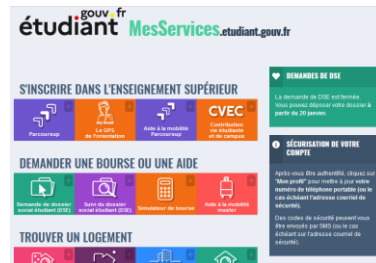 gouv.fr
étudiant MesServices.etudiant.gouv.fr
S'INSCRIRE DANS L'ENSEIGNEMENT SUPÉRIEUR
Parcoursup
Le GPS
de l'orientation
Aide à la mobilité
Parcoursup
CVEC
Contribution
vie étudiante
et de campus
DEMANDER UNE BOURSE OU UNE AIDE
Demande de dossier
social étudiant (DSE)
Suivi du dossier
social étudiant (DSE)
Simulateur de bourse
Aide à la mobilité
master
TROUVER UN LOGEMENT
DEMANDES DE DSE
La demande de DSE est fermée.
Vous pouvez déposer votre dossier à
partir du 20 janvier.
SÉCURISATION DE VOTRE
COMPTE
Après vous être authentifié, cliquez sur
"Mon profil" pour mettre à jour votre
numéro de téléphone portable (ou le
cas échéant l'adresse courriel de
sécurité).
Des codes de sécurité peuvent vous
être envoyés par SMS (ou le cas
échéant sur l'adresse courriel de
sécurité).